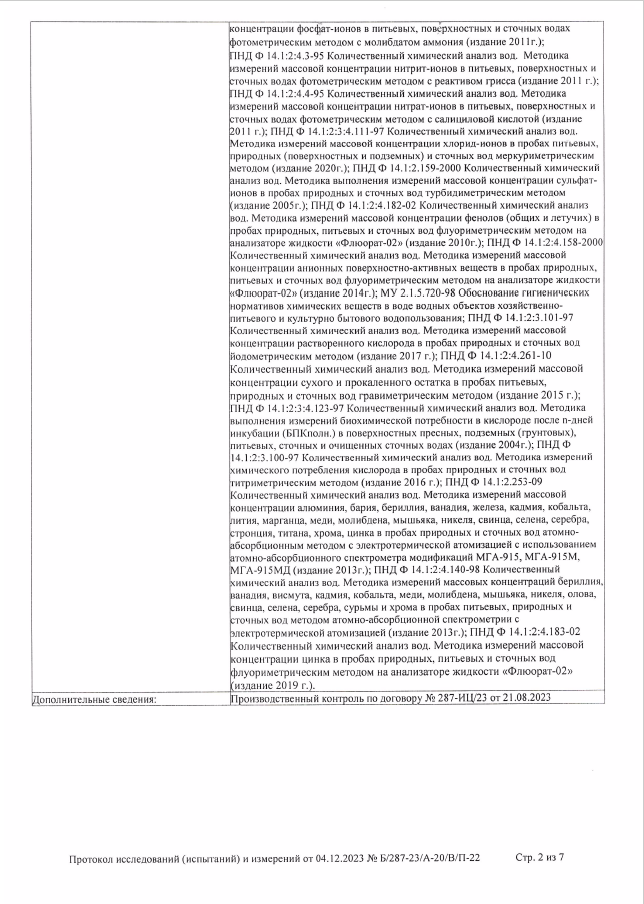 концентрации фосфат-ионов в питьевых, поверхностных и сточных водах
фотометрическим методом с молибдатом аммония (издание 2011г.);
ПНД Ф 14.1:2:4.3-95 Количественный химический анализ вод. Методика
измерений массовой концентрации нитрит-ионов в питьевых, поверхностных и
сточных водах фотометрическим методом с реактивом грисса (издание 2011 г.);
ПНД Ф 14.1:2:4.4-95 Количественный химический анализ вод. Методика
измерений массовой концентрации нитрат-ионов в питьевых, поверхностных и
сточных водах фотометрическим методом с салициловой кислотой (издание
2011 г.); ПНД Ф 14.1:2:3:4.111-97 Количественный химический анализ вод.
Методика измерений массовой концентрации хлорид-ионов в пробах питьевых,
природных (поверхностных и подземных) и сточных вод меркуриметрическим
методом (издание 2020г.); ПНД Ф 14.1:2.159-2000 Количественный химический
анализ вод. Методика выполнения измерений массовой концентрации сульфат-
ионов в пробах природных и сточных вод турбидиметрическим методом
(издание 2005г.); ПНД Ф 14.1:2:4.182-02 Количественный химический анализ
вод. Методика измерений массовой концентрации фенолов (общих и летучих) в
пробах природных, питьевых и сточных вод флуориметрическим методом на
анализаторе жидкости «Флюорат-02» (издание 2010г.); ПНД Ф 14.1:2:4.158-2000
Количественный химический анализ вод. Методика измерений массовой
концентрации анионных поверхностно-активных веществ в пробах природных,
питьевых и сточных вод флуориметрическим методом на анализаторе жидкости
«Флюорат-02» (издание 2014г.); МУ 2.1.5.720-98 Обоснование гигиенических
нормативов химических веществ в воде водных объектов хозяйственно-
питьевого и культурно бытового водопользования; ПНД Ф 14.1:2:3.101-97
Количественный химический анализ вод. Методика измерений массовой
концентрации растворенного кислорода в пробах природных и сточных вод
йодометрическим методом (издание 2017 г.); ПНД Ф 14.1:2:4.261-10
Количественный химический анализ вод. Методика измерений массовой
концентрации сухого и прокаленного остатка в пробах питьевых,
природных и сточных вод гравиметрическим методом (издание 2015 г.);
ПНД Ф 14.1:2:3:4.123-97 Количественный химический анализ вод. Методика
выполнения измерений биохимической потребности в кислороде после n-дней
инкубации (БПКполн.) в поверхностных пресных, подземных (грунтовых),
питьевых, сточных и очищенных сточных водах (издание 2004г.); ПНД Ф
14.1:2:3.100-97 Количественный химический анализ вод. Методика измерений
химического потребления кислорода в пробах природных и сточных вод
титриметрическим методом (издание 2016 г.); ПНД Ф 14.1:2.253-09
Количественный химический анализ вод. Методика измерений массовой
концентрации алюминия, бария, бериллия, ванадия, железа, кадмия, кобальта,
лития, марганца, меди, молибдена, мышьяка, никеля, свинца, селена, серебра,
стронция, титана, хрома, цинка в пробах природных и сточных вод атомно-
абсорбционным методом с электротермической атомизацией с использованием
атомно-абсорбционного спектрометра модификаций МГА-915, МГА-915М,
МГА-915МД (издание 2013г.); ПНД Ф 14.1:2:4.140-98 Количественный
химический анализ вод. Методика измерений массовых концентраций бериллия,
ванадия, висмута, кадмия, кобальта, меди, молибдена, мышьяка, никеля, олова,
свинца, селена, серебра, сурьмы и хрома в пробах питьевых, природных и
сточных вод методом атомно-абсорбционной спектрометрии с
электротермической атомизацией (издание 2013г.); ПНД Ф 14.1:2:4.183-02
Количественный химический анализ вод. Методика измерений массовой
концентрации цинка в пробах природных, питьевых и сточных вод
флуориметрическим методом на анализаторе жидкости «Флюорат-02»
(издание 2019 г.).
Дополнительные сведения: Производственный контроль по договору № 287-ИЦ/23 от 21.08.2023
Протокол исследований (испытаний) и измерений от 04.12.2023 № Б/287-23/А-20/В/П-22 Стр. 2 из 7